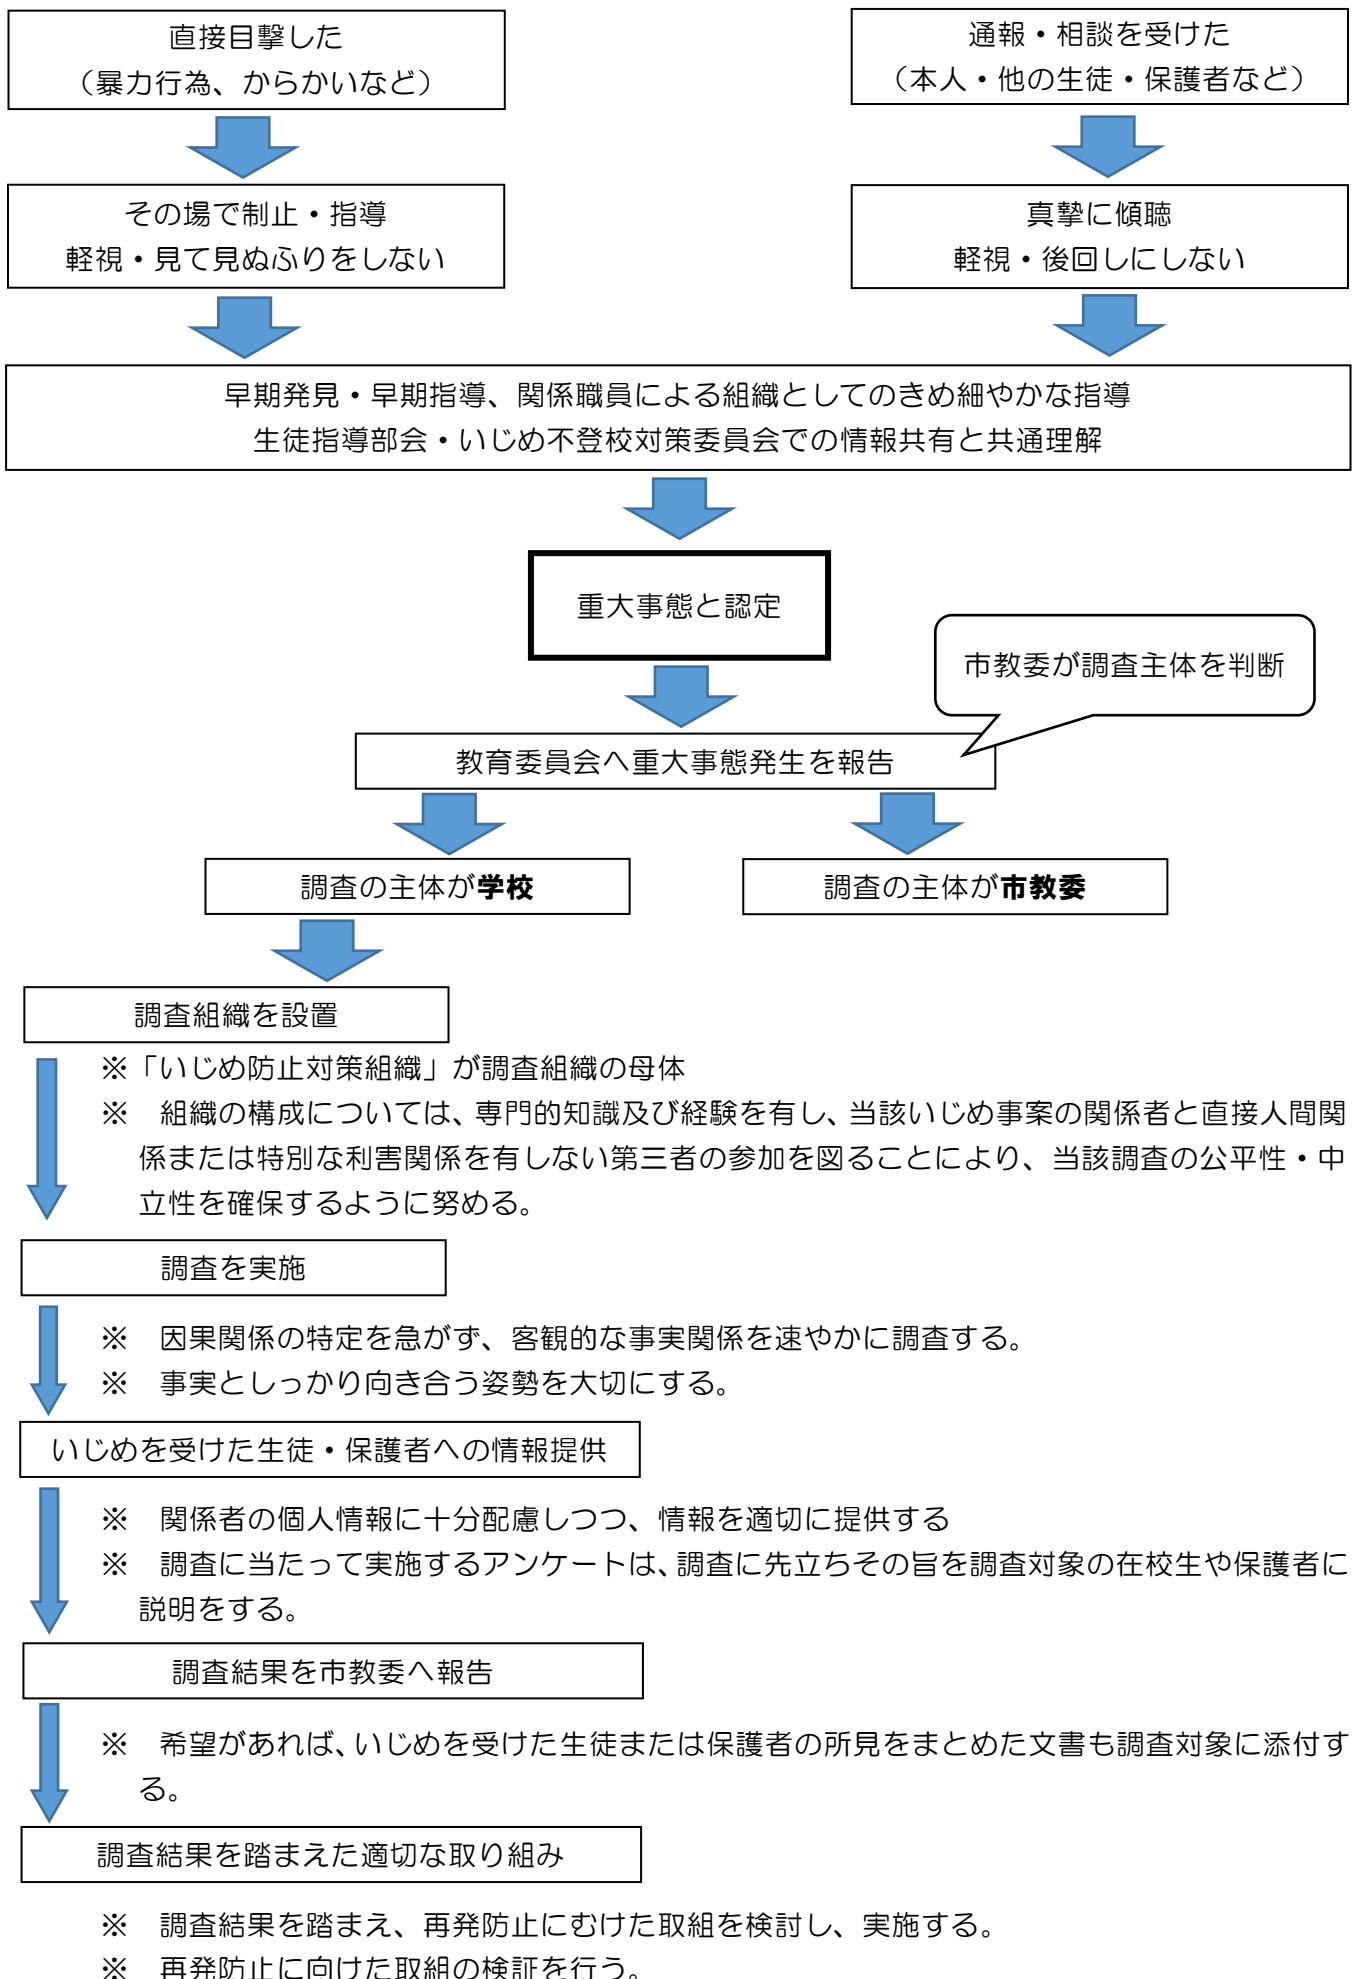 直接目撃した
（暴力行為、からかいなど）
通報・相談を受けた
（本人・他の生徒・保護者など）
その場で制止・指導
軽視・見て見ぬふりをしない
真摯に傾聴
軽視・後回しにしない
早期発見・早期指導、関係職員による組織としてのきめ細やかな指導
生徒指導部会・いじめ不登校対策委員会での情報共有と共通理解
重大事態と認定
市教委が調査主体を判断
教育委員会へ重大事態発生を報告
調査の主体が学校
調査の主体が市教委
調査組織を設置
※「いじめ防止対策組織」が調査組織の母体
※　組織の構成については、専門的知識及び経験を有し、当該いじめ事案の関係者と直接人間関
係または特別な利害関係を有しない第三者の参加を図ることにより、当該調査の公平性・中
立性を確保するように努める。
調査を実施
※　因果関係の特定を急がず、客観的な事実関係を速やかに調査する。
※　事実としっかり向き合う姿勢を大切にする。
いじめを受けた生徒・保護者への情報提供
※　関係者の個人情報に十分配慮しつつ、情報を適切に提供する
※　調査に当たって実施するアンケートは、調査に先立ちその旨を調査対象の在校生や保護者に
説明をする。
調査結果を市教委へ報告
※　希望があれば、いじめを受けた生徒または保護者の所見をまとめた文書も調査対象に添付す
る。
調査結果を踏まえた適切な取り組み
※　調査結果を踏まえ、再発防止にむけた取組を検討し、実施する。
※　再発防止に向けた取組の検証を行う。